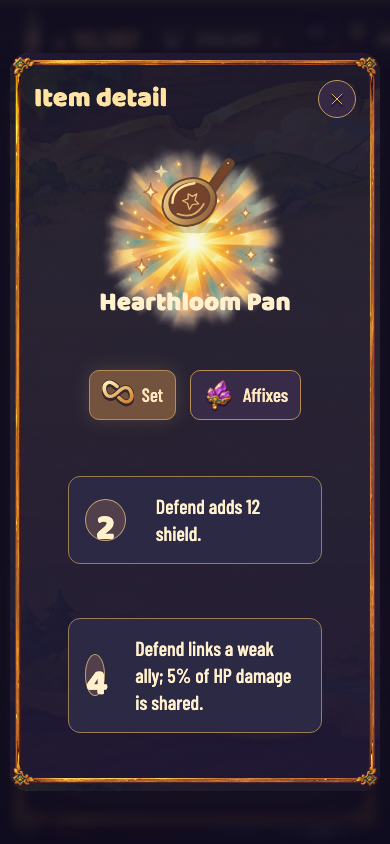 Item detail
Hearthloom Pan
Set
Affixes
2
Defend adds 12
shield.
4
Defend links a weak
ally; 5% of HP damage
is shared.